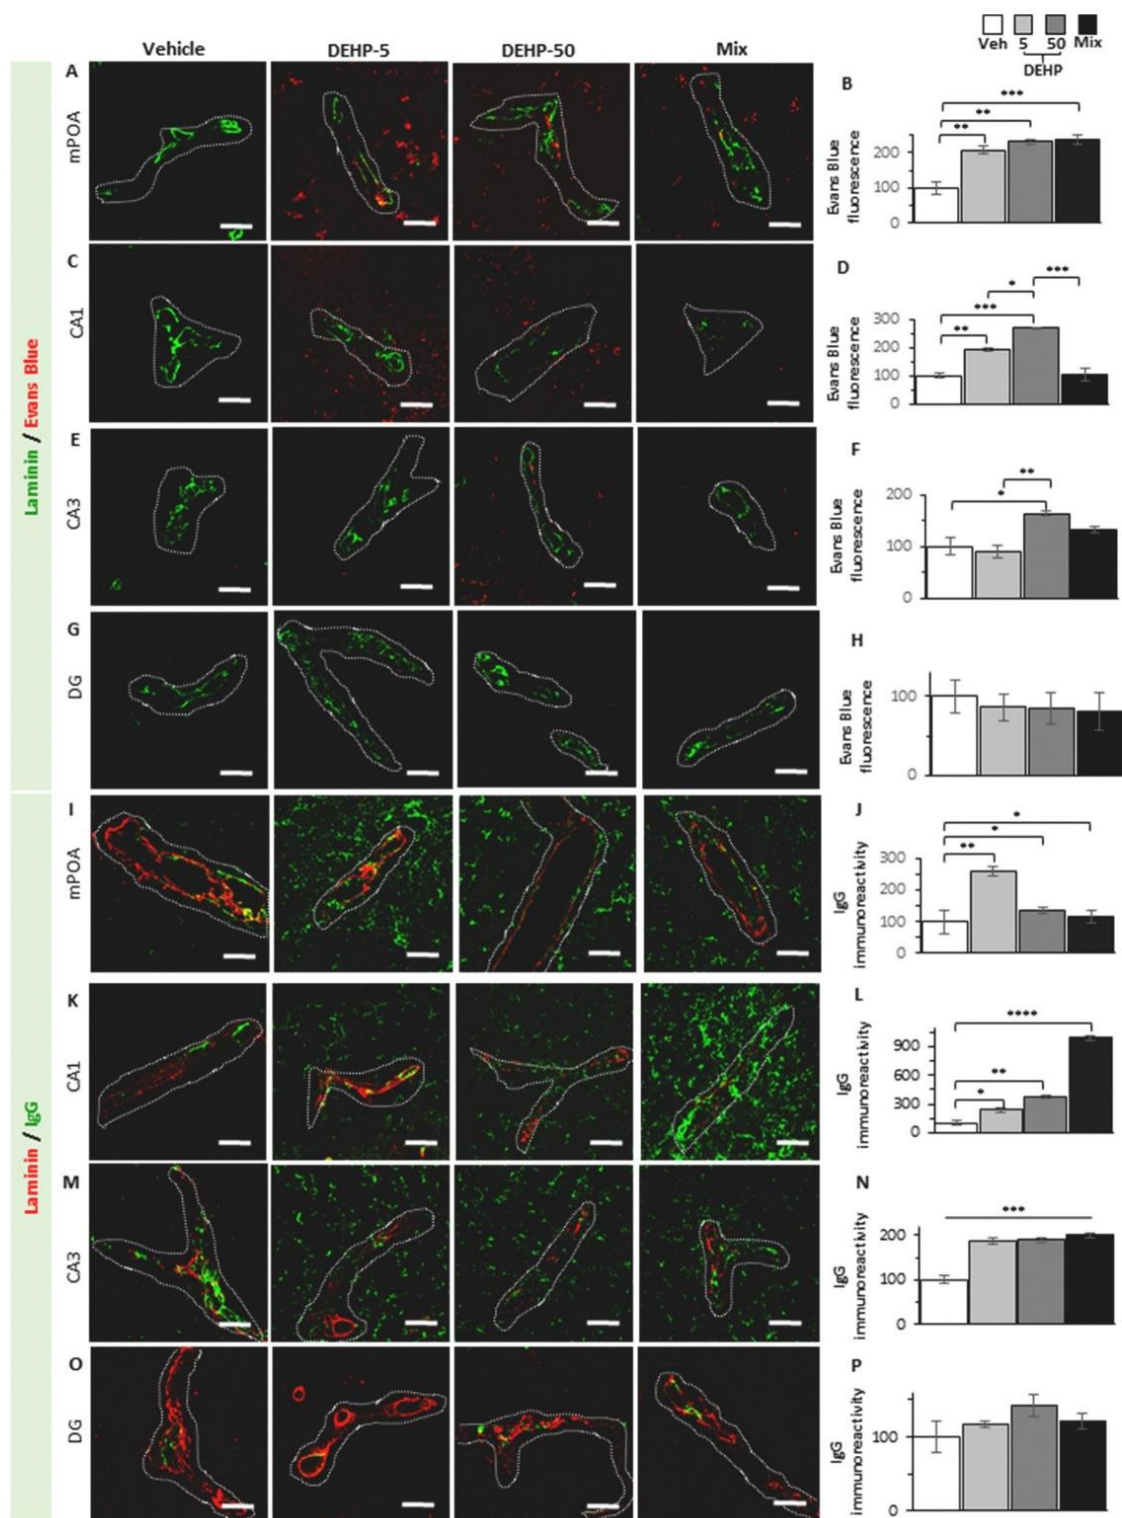 Vehicle DEHP-5 DEHP-50 Mix
Veh 5 50 Mix
DEHP
Laminin / Evans Blue
A
mPOA
B
***
**
**
Evans Blue
fluorescence
200
100
0
C
CA1
D
***
*
***
**
Evans Blue
fluorescence
300
200
100
0
E
CA3
F
**
*
Evans Blue
fluorescence
200
100
0
G
DG
H
Evans Blue
fluorescence
100
0
Laminin / IgG
I
mPOA
J
*
*
**
IgG
immunoreactivity
300
200
100
0
K
CA1
L
****
**
*
IgG
immunoreactivity
900
600
300
0
M
CA3
N
***
IgG
immunoreactivity
200
100
0
O
DG
P
IgG
immunoreactivity
100
0